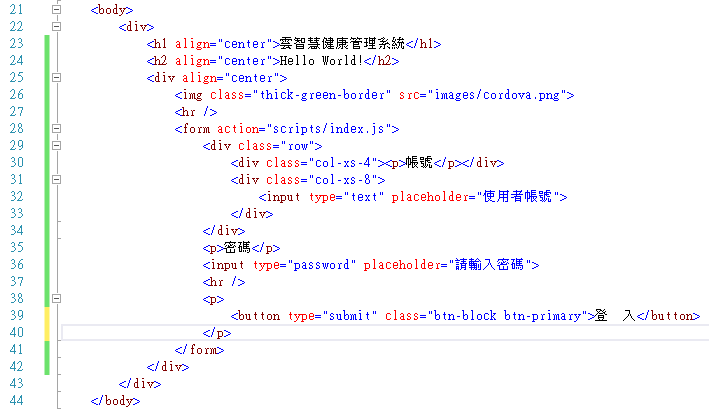 21 <body>
22 <div>
23 <h1 align="center">雲智慧健康管理系統</h1>
24 <h2 align="center">Hello World!</h2>
25 <div align="center">
26 <img class="thick-green-border" src="images/cordova.png">
27 <hr />
28 <form action="scripts/index.js">
29 <div class="row">
30 <div class="col-xs-4"><p>帳號</p></div>
31 <div class="col-xs-8">
32 <input type="text" placeholder="使用者帳號">
33 </div>
34 </div>
35 <p>密碼</p>
36 <input type="password" placeholder="請輸入密碼">
37 <hr />
38 <p>
39 <button type="submit" class="btn-block btn-primary">登　入</button>
40 </p>
41 </form>
42 </div>
43 </div>
44 </body>